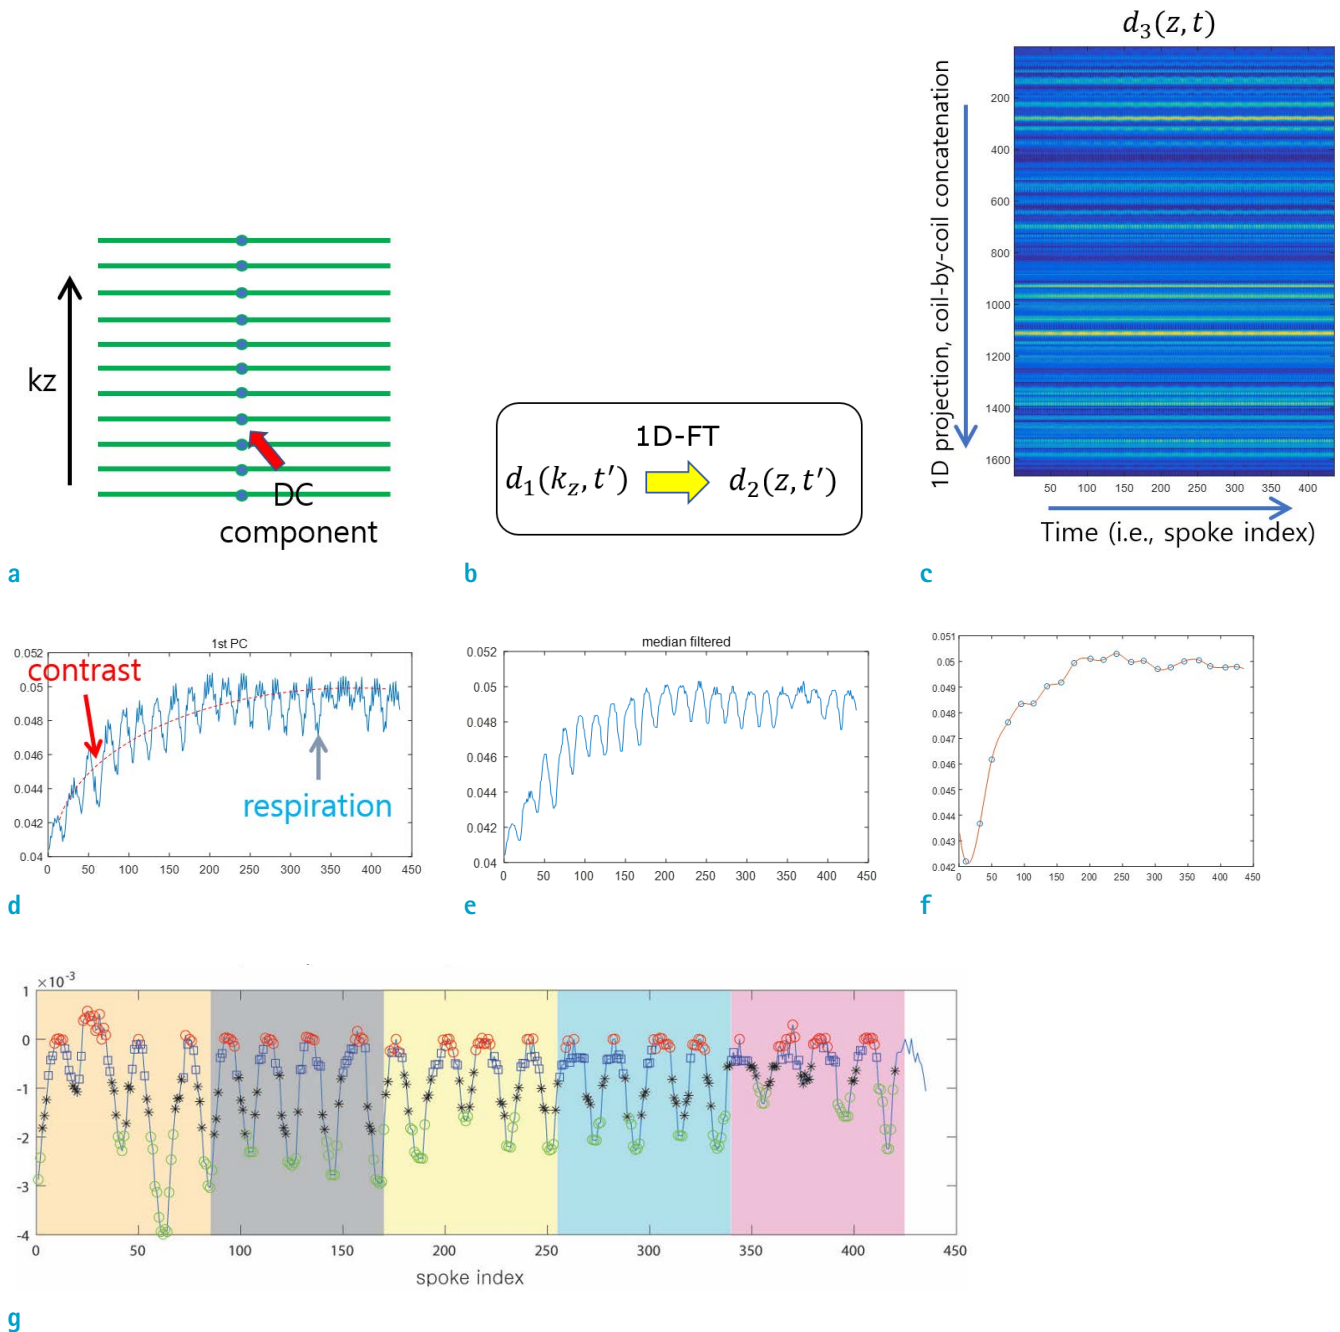 d₃(z, t)
1D projection, coil-by-coil concatenation
200
400
600
800
1000
1200
1400
1600
50 100 150 200 250 300 350 400
Time (i.e., spoke index)
kz
DC
component
1D-FT
d₁(k_z, t′) d₂(z, t′)
a b c
1st PC
0.052
0.05
0.048
0.046
0.044
0.042
0.04
contrast
respiration
0 50 100 150 200 250 300 350 400 450
median filtered
0.052
0.05
0.048
0.046
0.044
0.042
0.04
0 50 100 150 200 250 300 350 400 450
0.051
0.05
0.049
0.048
0.047
0.046
0.045
0.044
0.043
0.042
0 50 100 150 200 250 300 350 400 450
d e f
×10⁻³
1
0
-1
-2
-3
-4
0 50 100 150 200 250 300 350 400 450
spoke index
g